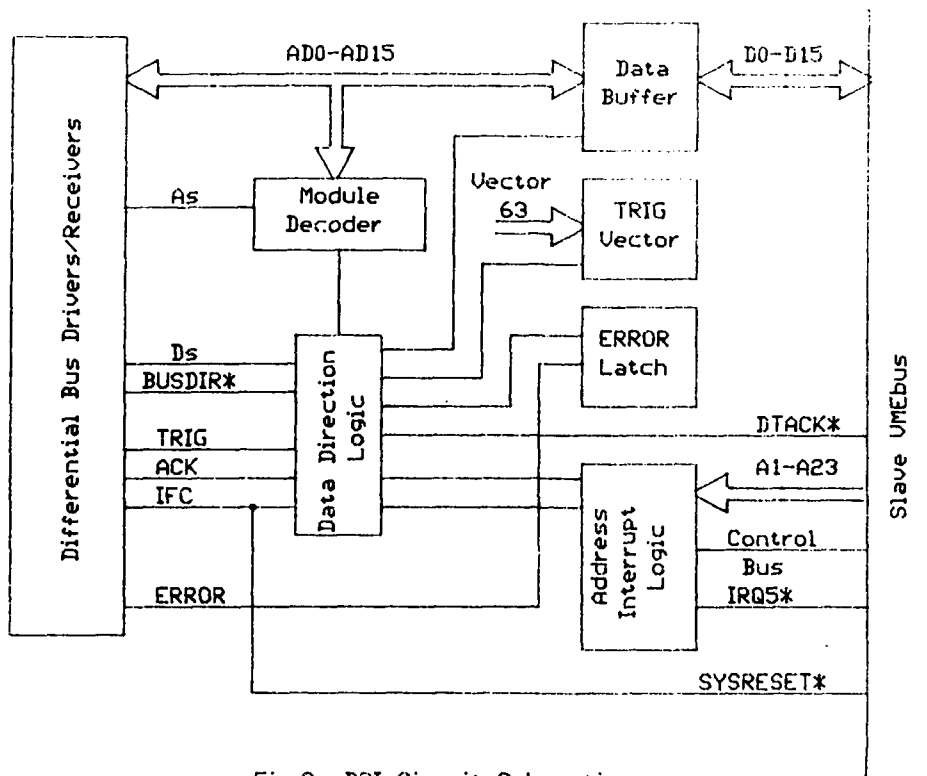 AD0-AD15
D0-D15
Data
Buffer
As
Module
Decoder
Vector
63
TRIG
Vector
Differential Bus Drivers/Receivers
Ds
BUSDIR*
TRIG
ACK
IFC
ERROR
Data Direction
Logic
ERROR
Latch
DTACK*
A1-A23
Address
Interrupt
Logic
Control
Bus
IRQ5*
SYSRESET*
Slave VMEbus